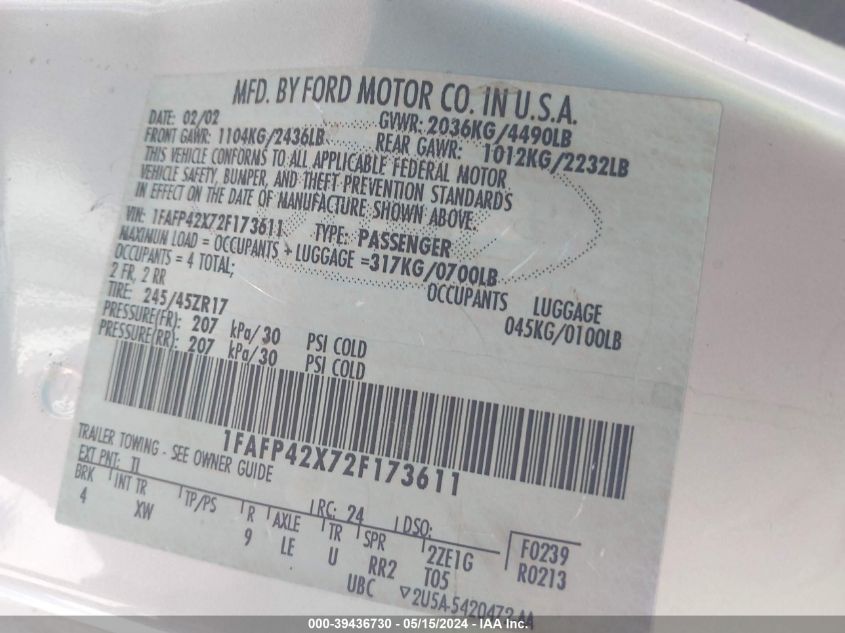 MFD. BY FORD MOTOR CO. IN U.S.A.
DATE: 02/02 GVWR: 2036KG/4490LB
FRONT GAWR: 1104KG/2436LB REAR GAWR: 1012KG/2232LB
THIS VEHICLE CONFORMS TO ALL APPLICABLE FEDERAL MOTOR
VEHICLE SAFETY, BUMPER, AND THEFT PREVENTION STANDARDS
IN EFFECT ON THE DATE OF MANUFACTURE SHOWN ABOVE.
VIN: 1FAFP42X72F173611 TYPE: PASSENGER
MAXIMUM LOAD = OCCUPANTS + LUGGAGE =317KG/0700LB
OCCUPANTS = 4 TOTAL; OCCUPANTS LUGGAGE
2 FR, 2 RR 045KG/0100LB
TIRE: 245/45ZR17
PRESSURE(FR): 207 kPa/30 PSI COLD
PRESSURE(RR): 207 kPa/30 PSI COLD
1FAFP42X72F173611
TRAILER TOWING - SEE OWNER GUIDE
EXT PNT: TI RC: 24 DSO:
BRK INT TR TP/PS R AXLE TR SPR 2ZE1G F0239
4 XW 9 LE U RR2 T05 R0213
UBC 2U5A-5420472-AA
000-39436730 - 05/15/2024 - IAA Inc.